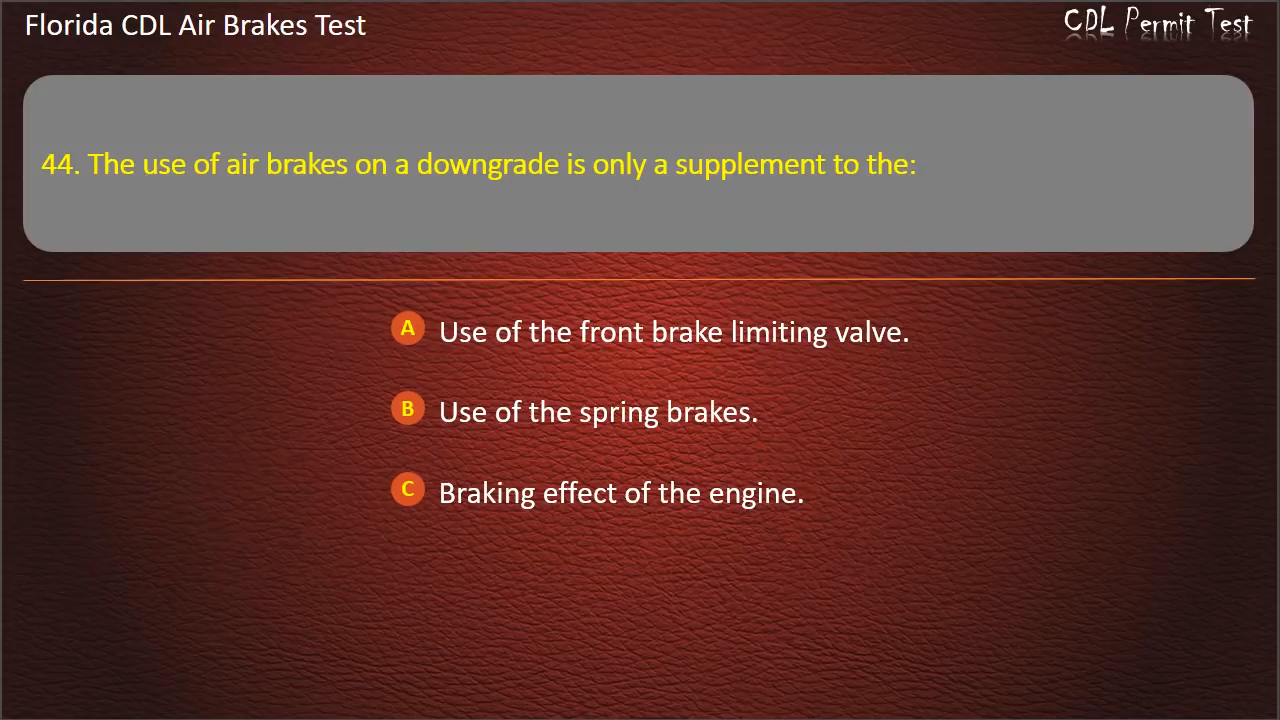 Florida CDL Air Brakes Test
CDL Permit Test
44. The use of air brakes on a downgrade is only a supplement to the:
A Use of the front brake limiting valve.
B Use of the spring brakes.
C Braking effect of the engine.